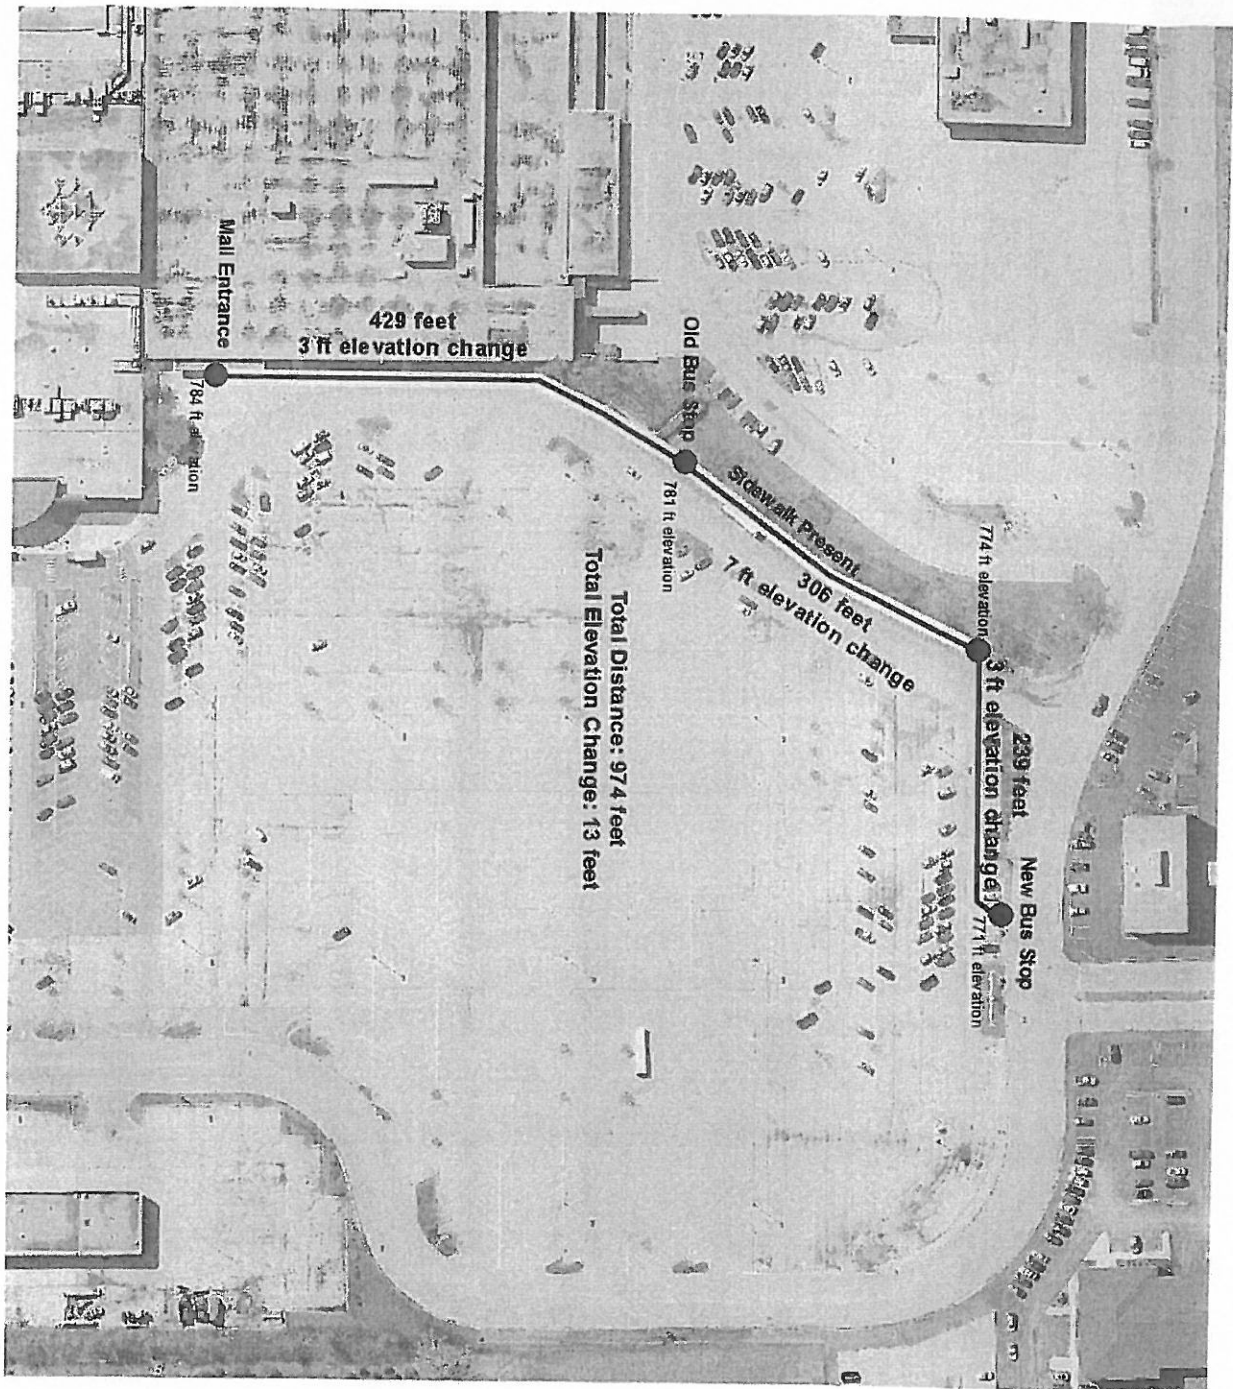 Mall Entrance
784 ft elevation
429 feet
3 ft elevation change
Old Bus Stop
781 ft elevation
Sidewalk Present
306 feet
7 ft elevation change
774 ft elevation
239 feet
3 ft elevation change
New Bus Stop
771 ft elevation
Total Distance: 974 feet
Total Elevation Change: 13 feet